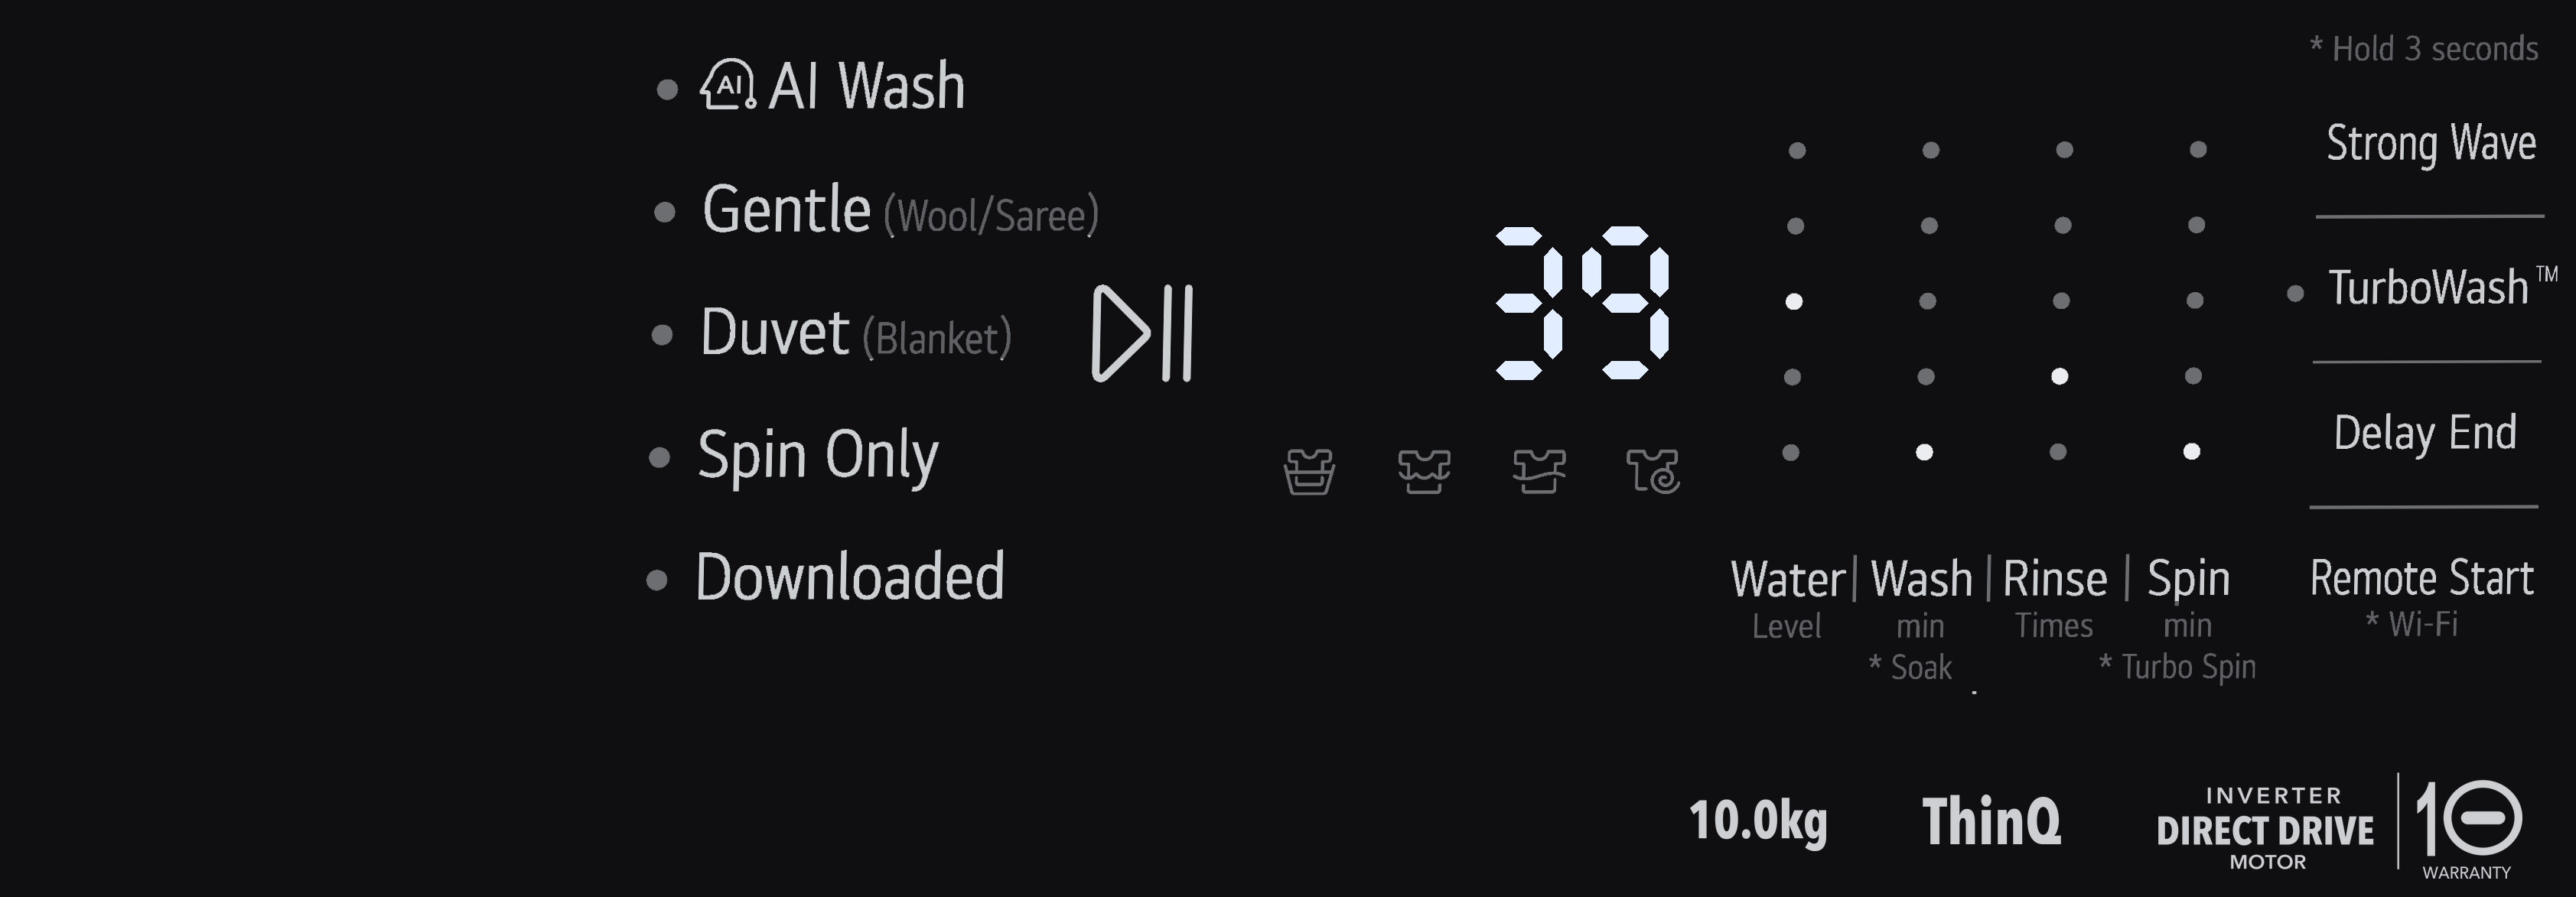 AI AI Wash
Gentle (Wool/Saree)
Duvet (Blanket)
Spin Only
Downloaded
39
Water | Wash | Rinse | Spin
Level min Times min
* Soak * Turbo Spin
* Hold 3 seconds
Strong Wave
TurboWash™
Delay End
Remote Start
* Wi-Fi
10.0kg
ThinQ
INVERTER
DIRECT DRIVE
MOTOR
10
WARRANTY